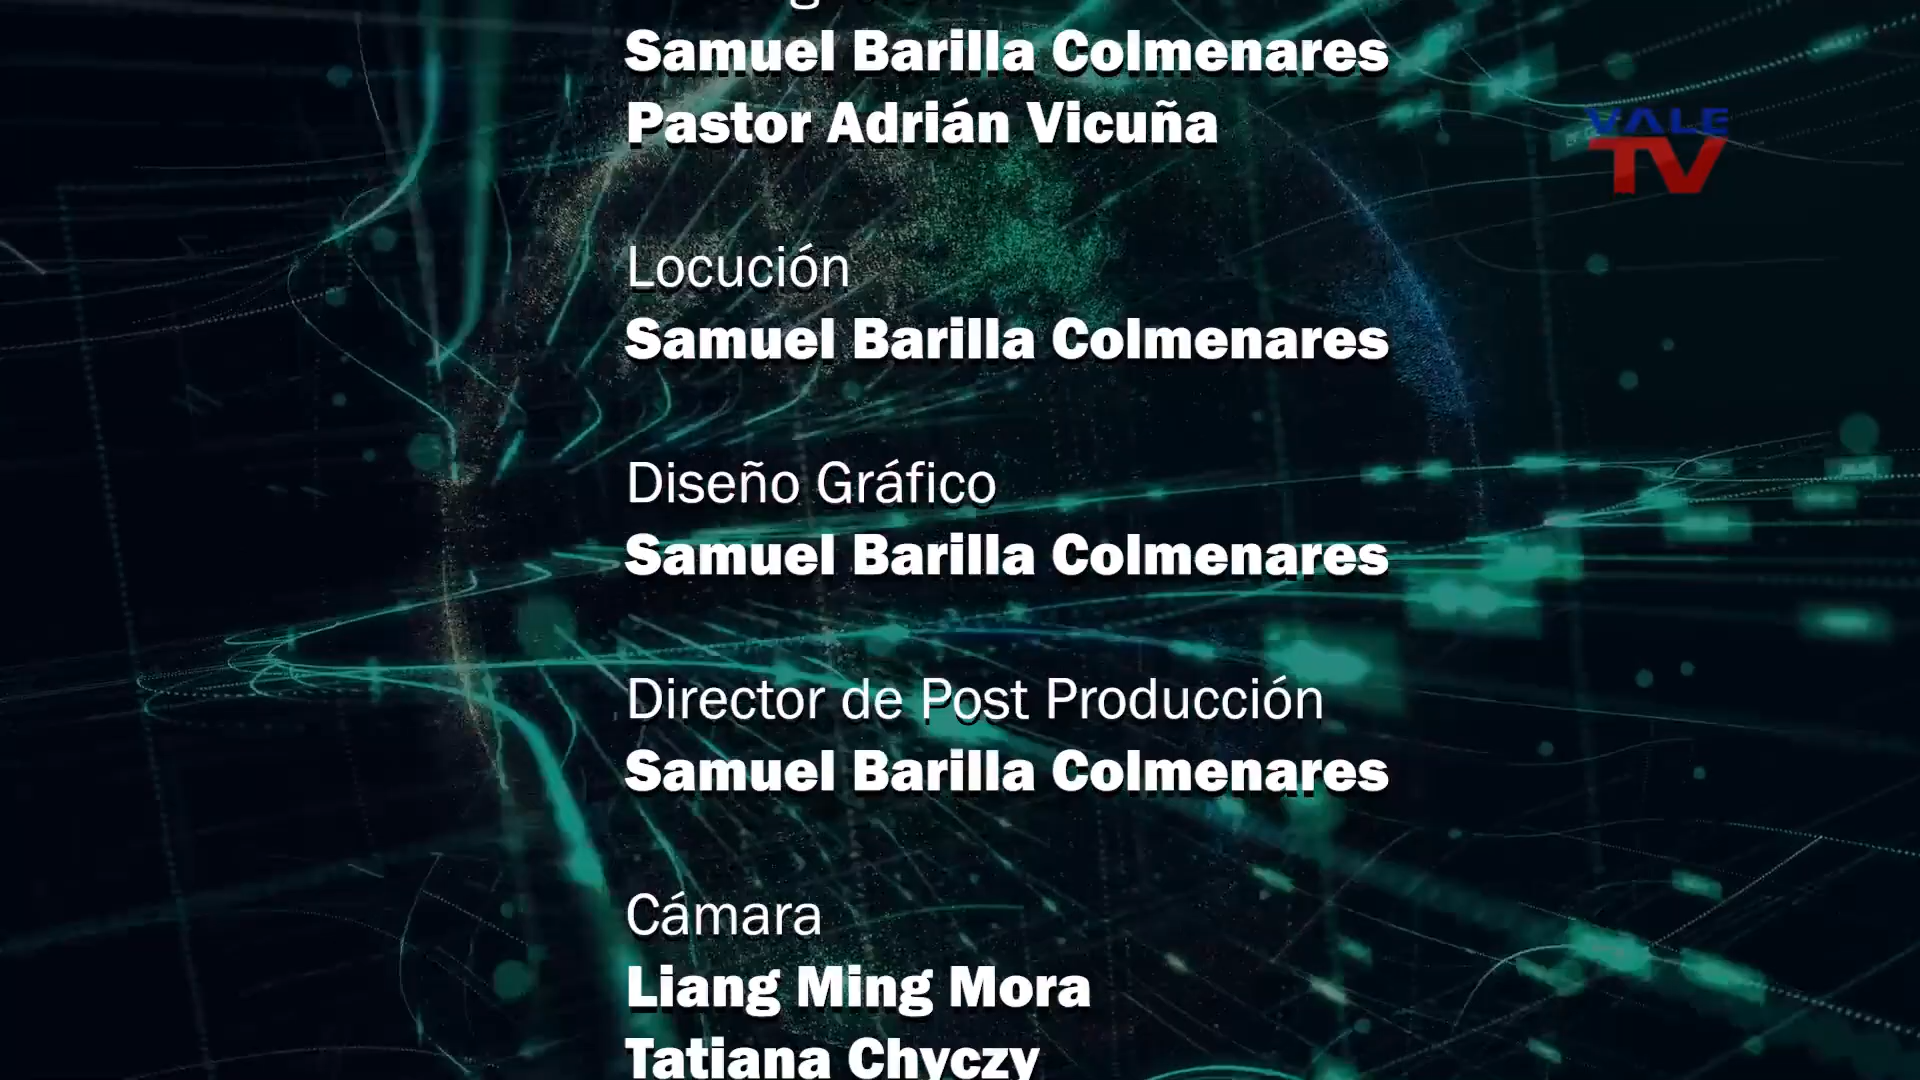 Samuel Barilla Colmenares
Pastor Adrián Vicuña
VALE
TV
Locución
Samuel Barilla Colmenares
Diseño Gráfico
Samuel Barilla Colmenares
Director de Post Producción
Samuel Barilla Colmenares
Cámara
Liang Ming Mora
Tatiana Chyczy